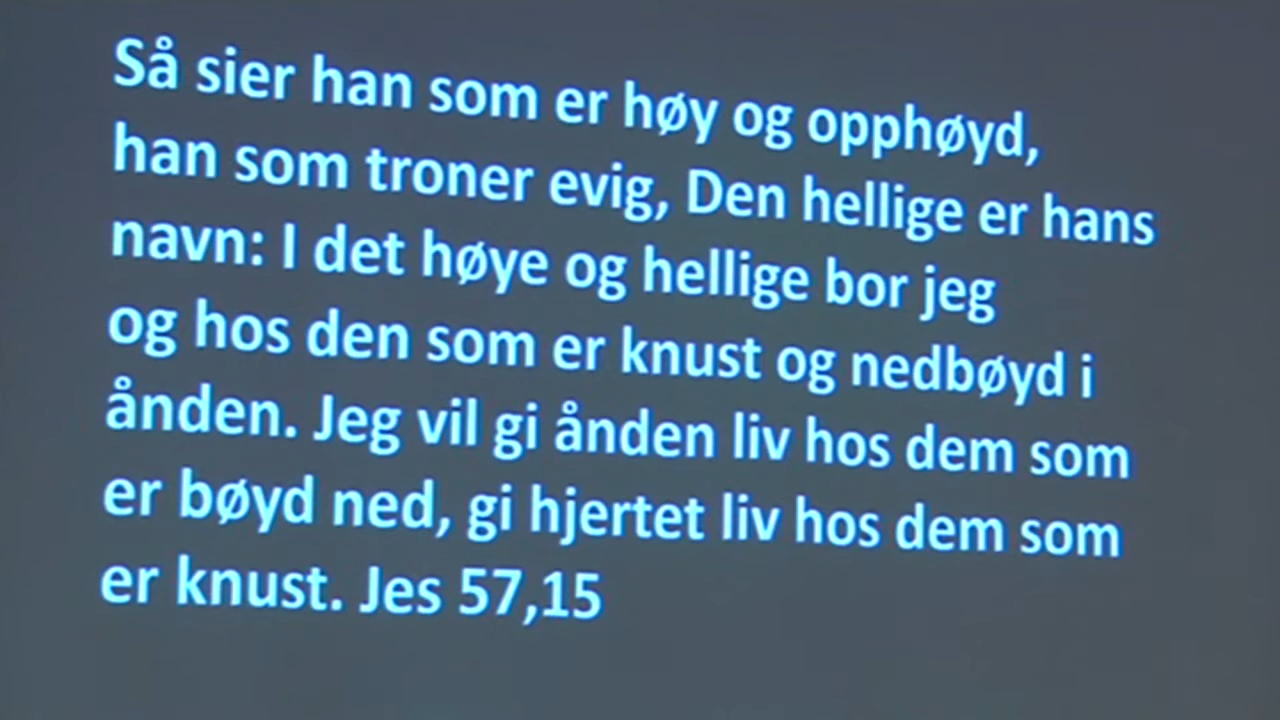 Så sier han som er høy og opphøyd,
han som troner evig, Den hellige er hans
navn: I det høye og hellige bor jeg
og hos den som er knust og nedbøyd i
ånden. Jeg vil gi ånden liv hos dem som
er bøyd ned, gi hjertet liv hos dem som
er knust. Jes 57,15